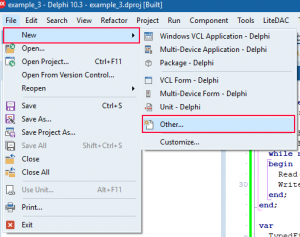 example_3 - Delphi 10.3 - example_3.dproj [Built]
File Edit Search View Refactor Project Run Component Tools LiteDAC
New
Open...
Open Project... Ctrl+F11
Open From Version Control...
Reopen
Save Ctrl+S
Save As...
Save Project As...
Save All Shift+Ctrl+S
Close
Close All
Use Unit... Alt+F11
Print...
Exit
Windows VCL Application - Delphi
Multi-Device Application - Delphi
Package - Delphi
VCL Form - Delphi
Multi-Device Form - Delphi
Unit - Delphi
Other...
Customize...
while
begin
Read
30 Write
end;
end;
var